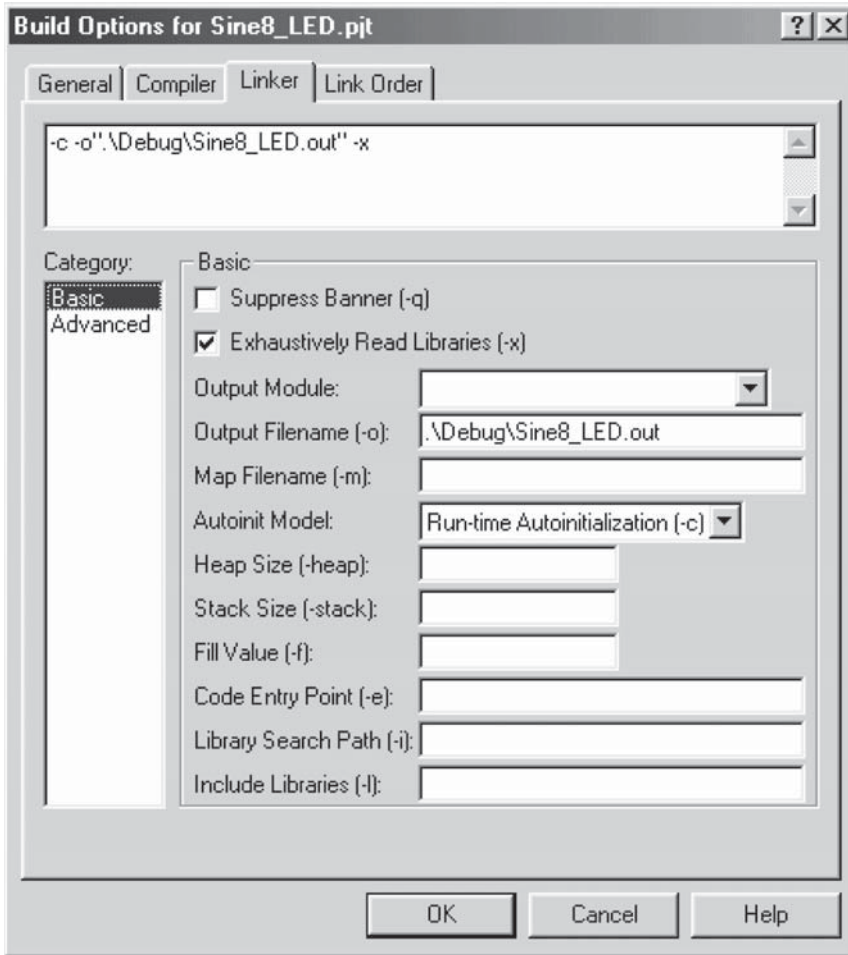 Build Options for Sine8_LED.pjt
General Compiler Linker Link Order
-c -o".\Debug\Sine8_LED.out" -x
Category:
Basic
Advanced
Basic
Suppress Banner (-q)
Exhaustively Read Libraries (-x)
Output Module:
Output Filename (-o): .\Debug\Sine8_LED.out
Map Filename (-m):
Autoinit Model: Run-time Autoinitialization (-c)
Heap Size (-heap):
Stack Size (-stack):
Fill Value (-f):
Code Entry Point (-e):
Library Search Path (-i):
Include Libraries (-l):
OK Cancel Help